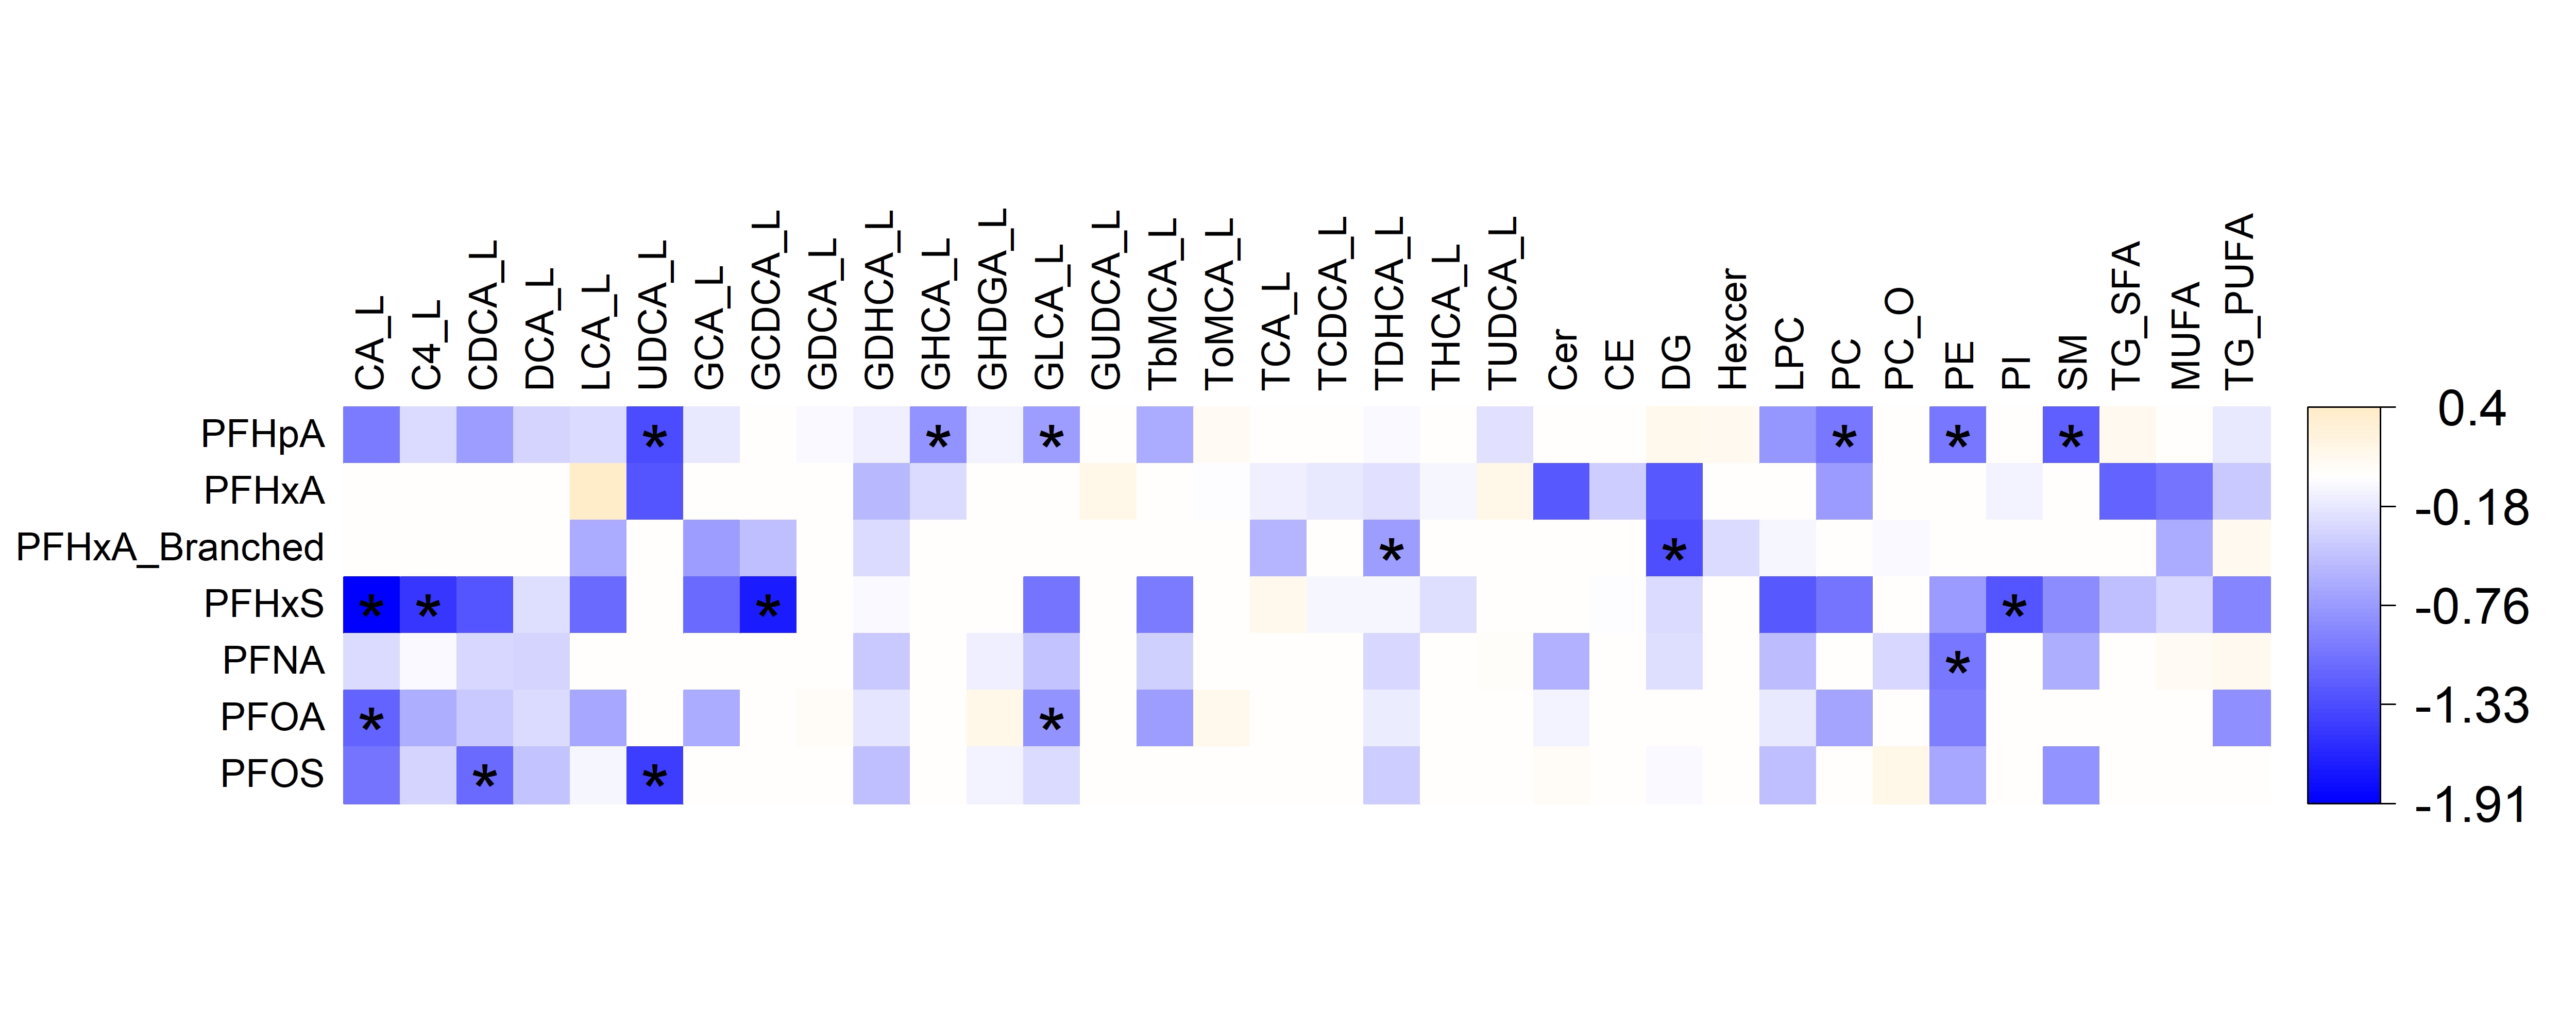 CA_L
C4_L
CDCA_L
DCA_L
LCA_L
UDCA_L
GCA_L
GCDCA_L
GDCA_L
GDHCA_L
GHCA_L
GHDGA_L
GLCA_L
GUDCA_L
TbMCA_L
ToMCA_L
TCA_L
TCDCA_L
TDHCA_L
THCA_L
TUDCA_L
Cer
CE
DG
Hexcer
LPC
PC
PC_O
PE
PI
SM
TG_SFA
MUFA
TG_PUFA
PFHpA * * * * * *
PFHxA
PFHxA_Branched * *
PFHxS * * * *
PFNA *
PFOA * *
PFOS * *
0.4
-0.18
-0.76
-1.33
-1.91